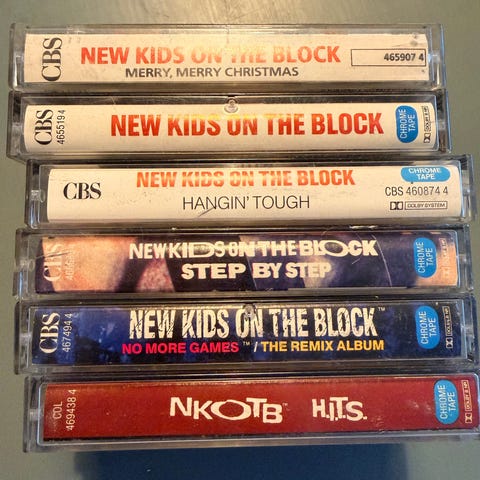 CBS
NEW KIDS ON THE BLOCK
MERRY, MERRY CHRISTMAS
465907 4
CBS
465519 4
NEW KIDS ON THE BLOCK
CHROME
TAPE
CBS
NEW KIDS ON THE BLOCK
HANGIN' TOUGH
CHROME
TAPE
CBS 460874 4
DOLBY SYSTEM
CBS
NEW KIDS ON THE BLOCK
STEP BY STEP
CHROME
TAPE
CBS
467494 4
NEW KIDS ON THE BLOCK™
NO MORE GAMES™/THE REMIX ALBUM
CHROME
TAPE
COL
469438 4
NKOTB™ H.I.T.S.
CHROME
TAPE